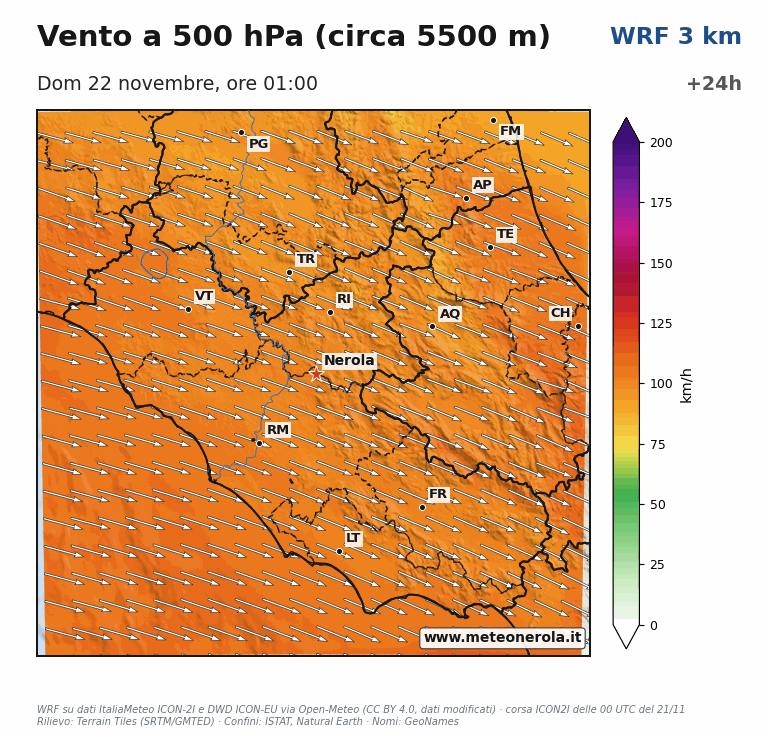 Vento a 500 hPa (circa 5500 m)
WRF 3 km
Dom 22 novembre, ore 01:00
+24h
FM
PG
AP
TE
TR
VT
RI
AQ
CH
Nerola
RM
FR
LT
www.meteonerola.it
200
175
150
125
100
75
50
25
0
km/h
WRF su dati ItaliaMeteo ICON-2I e DWD ICON-EU via Open-Meteo (CC BY 4.0, dati modificati) · corsa ICON2I delle 00 UTC del 21/11
Rilievo: Terrain Tiles (SRTM/GMTED) · Confini: ISTAT, Natural Earth · Nomi: GeoNames